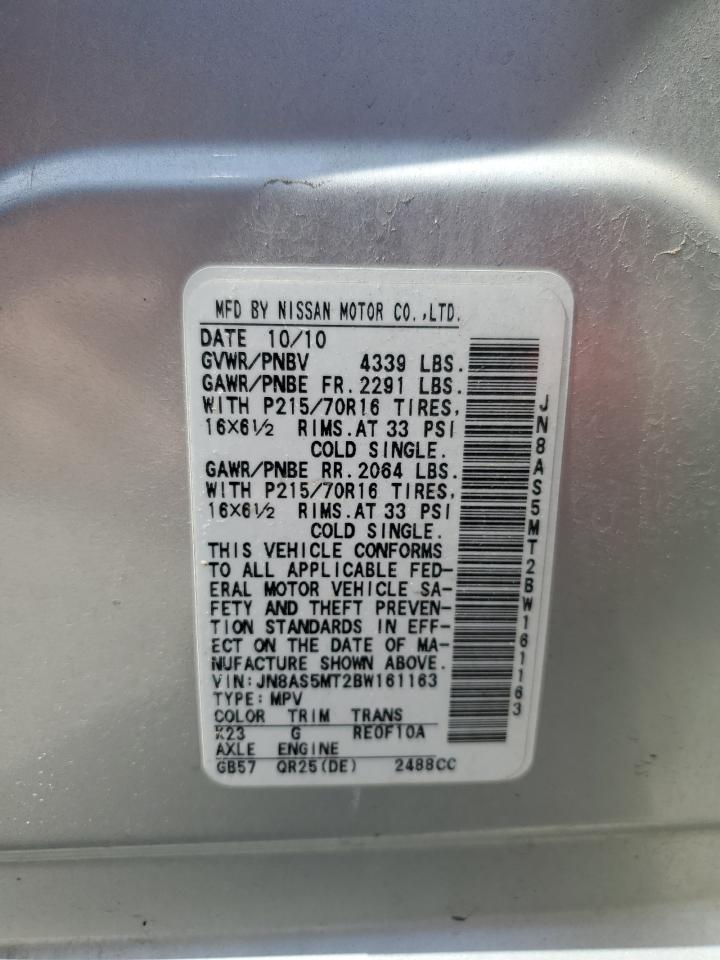 MFD BY NISSAN MOTOR CO.,LTD.
DATE 10/10
GVWR/PNBV 4339 LBS.
GAWR/PNBE FR. 2291 LBS.
WITH P215/70R16 TIRES,
16X6½ RIMS. AT 33 PSI
COLD SINGLE.
GAWR/PNBE RR. 2064 LBS.
WITH P215/70R16 TIRES,
16X6½ RIMS. AT 33 PSI
COLD SINGLE.
THIS VEHICLE CONFORMS
TO ALL APPLICABLE FED-
ERAL MOTOR VEHICLE SA-
FETY AND THEFT PREVEN-
TION STANDARDS IN EFF-
ECT ON THE DATE OF MA-
NUFACTURE SHOWN ABOVE.
VIN: JN8AS5MT2BW161163
TYPE: MPV
COLOR TRIM TRANS
K23 G RE0F10A
AXLE ENGINE
GB57 QR25(DE) 2488CC
JN8AS5MT2BW161163